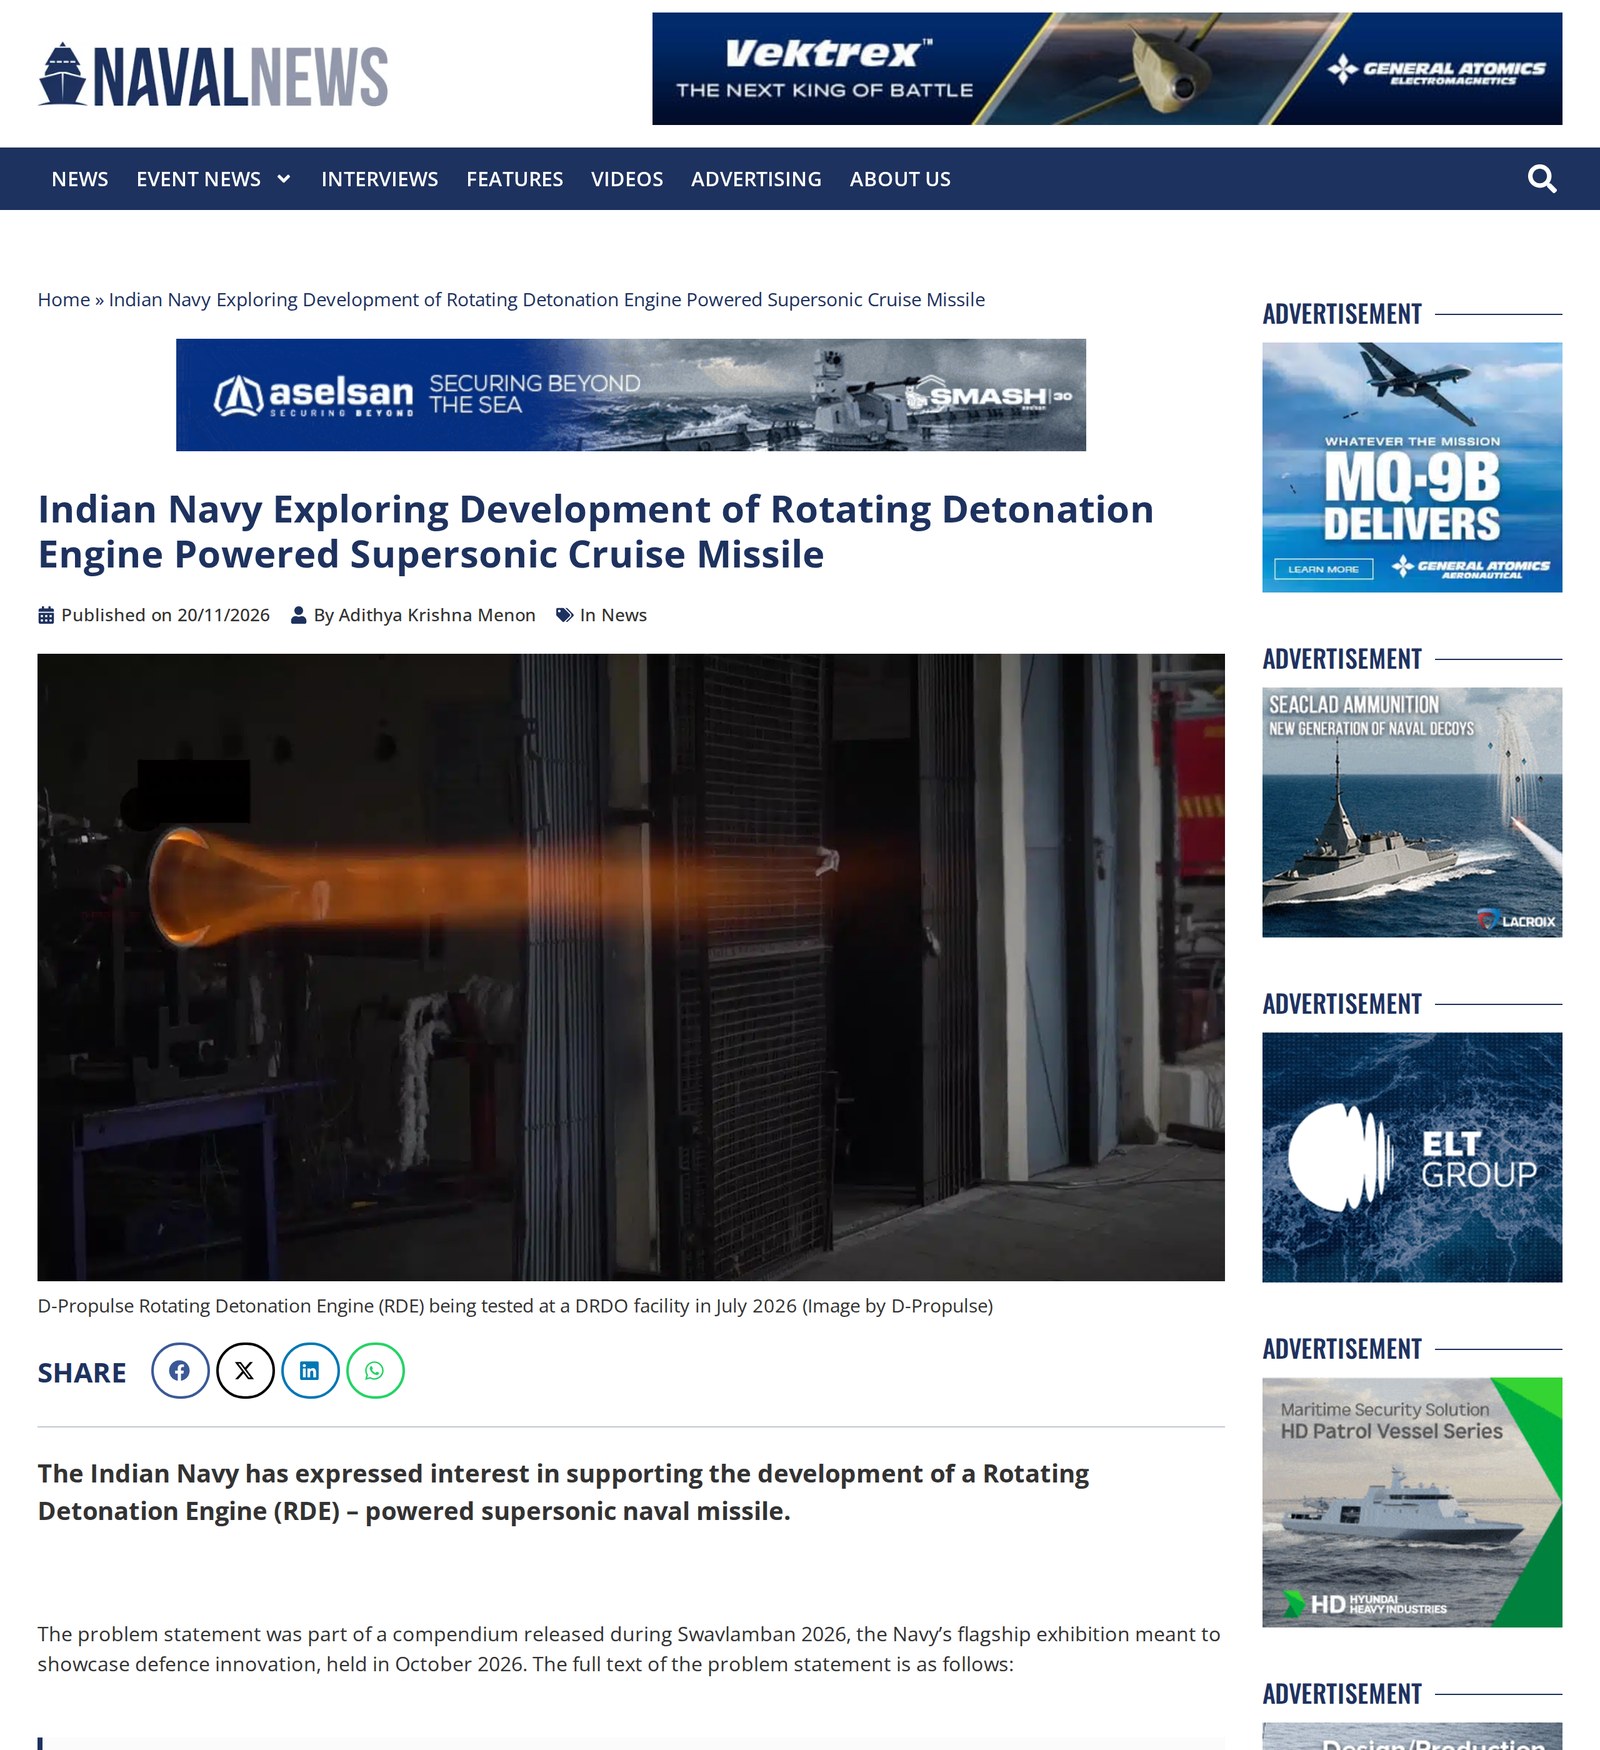 NAVALNEWS
Vektrex™
THE NEXT KING OF BATTLE
GENERAL ATOMICS
ELECTROMAGNETICS
NEWS EVENT NEWS INTERVIEWS FEATURES VIDEOS ADVERTISING ABOUT US
Home » Indian Navy Exploring Development of Rotating Detonation Engine Powered Supersonic Cruise Missile
aselsan
SECURING BEYOND
SECURING BEYOND
THE SEA
SMASH|30
aselsan
Indian Navy Exploring Development of Rotating Detonation
Engine Powered Supersonic Cruise Missile
Published on 20/11/2026 By Adithya Krishna Menon In News
D-Propulse Rotating Detonation Engine (RDE) being tested at a DRDO facility in July 2026 (Image by D-Propulse)
SHARE
The Indian Navy has expressed interest in supporting the development of a Rotating
Detonation Engine (RDE) – powered supersonic naval missile.
The problem statement was part of a compendium released during Swavlamban 2026, the Navy’s flagship exhibition meant to
showcase defence innovation, held in October 2026. The full text of the problem statement is as follows:
ADVERTISEMENT
WHATEVER THE MISSION
MQ-9B
DELIVERS
LEARN MORE
GENERAL ATOMICS
AERONAUTICAL
ADVERTISEMENT
SEACLAD AMMUNITION
NEW GENERATION OF NAVAL DECOYS
LACROIX
ADVERTISEMENT
ELT
GROUP
ADVERTISEMENT
Maritime Security Solution
HD Patrol Vessel Series
HD HYUNDAI
HEAVY INDUSTRIES
ADVERTISEMENT
Design/Production